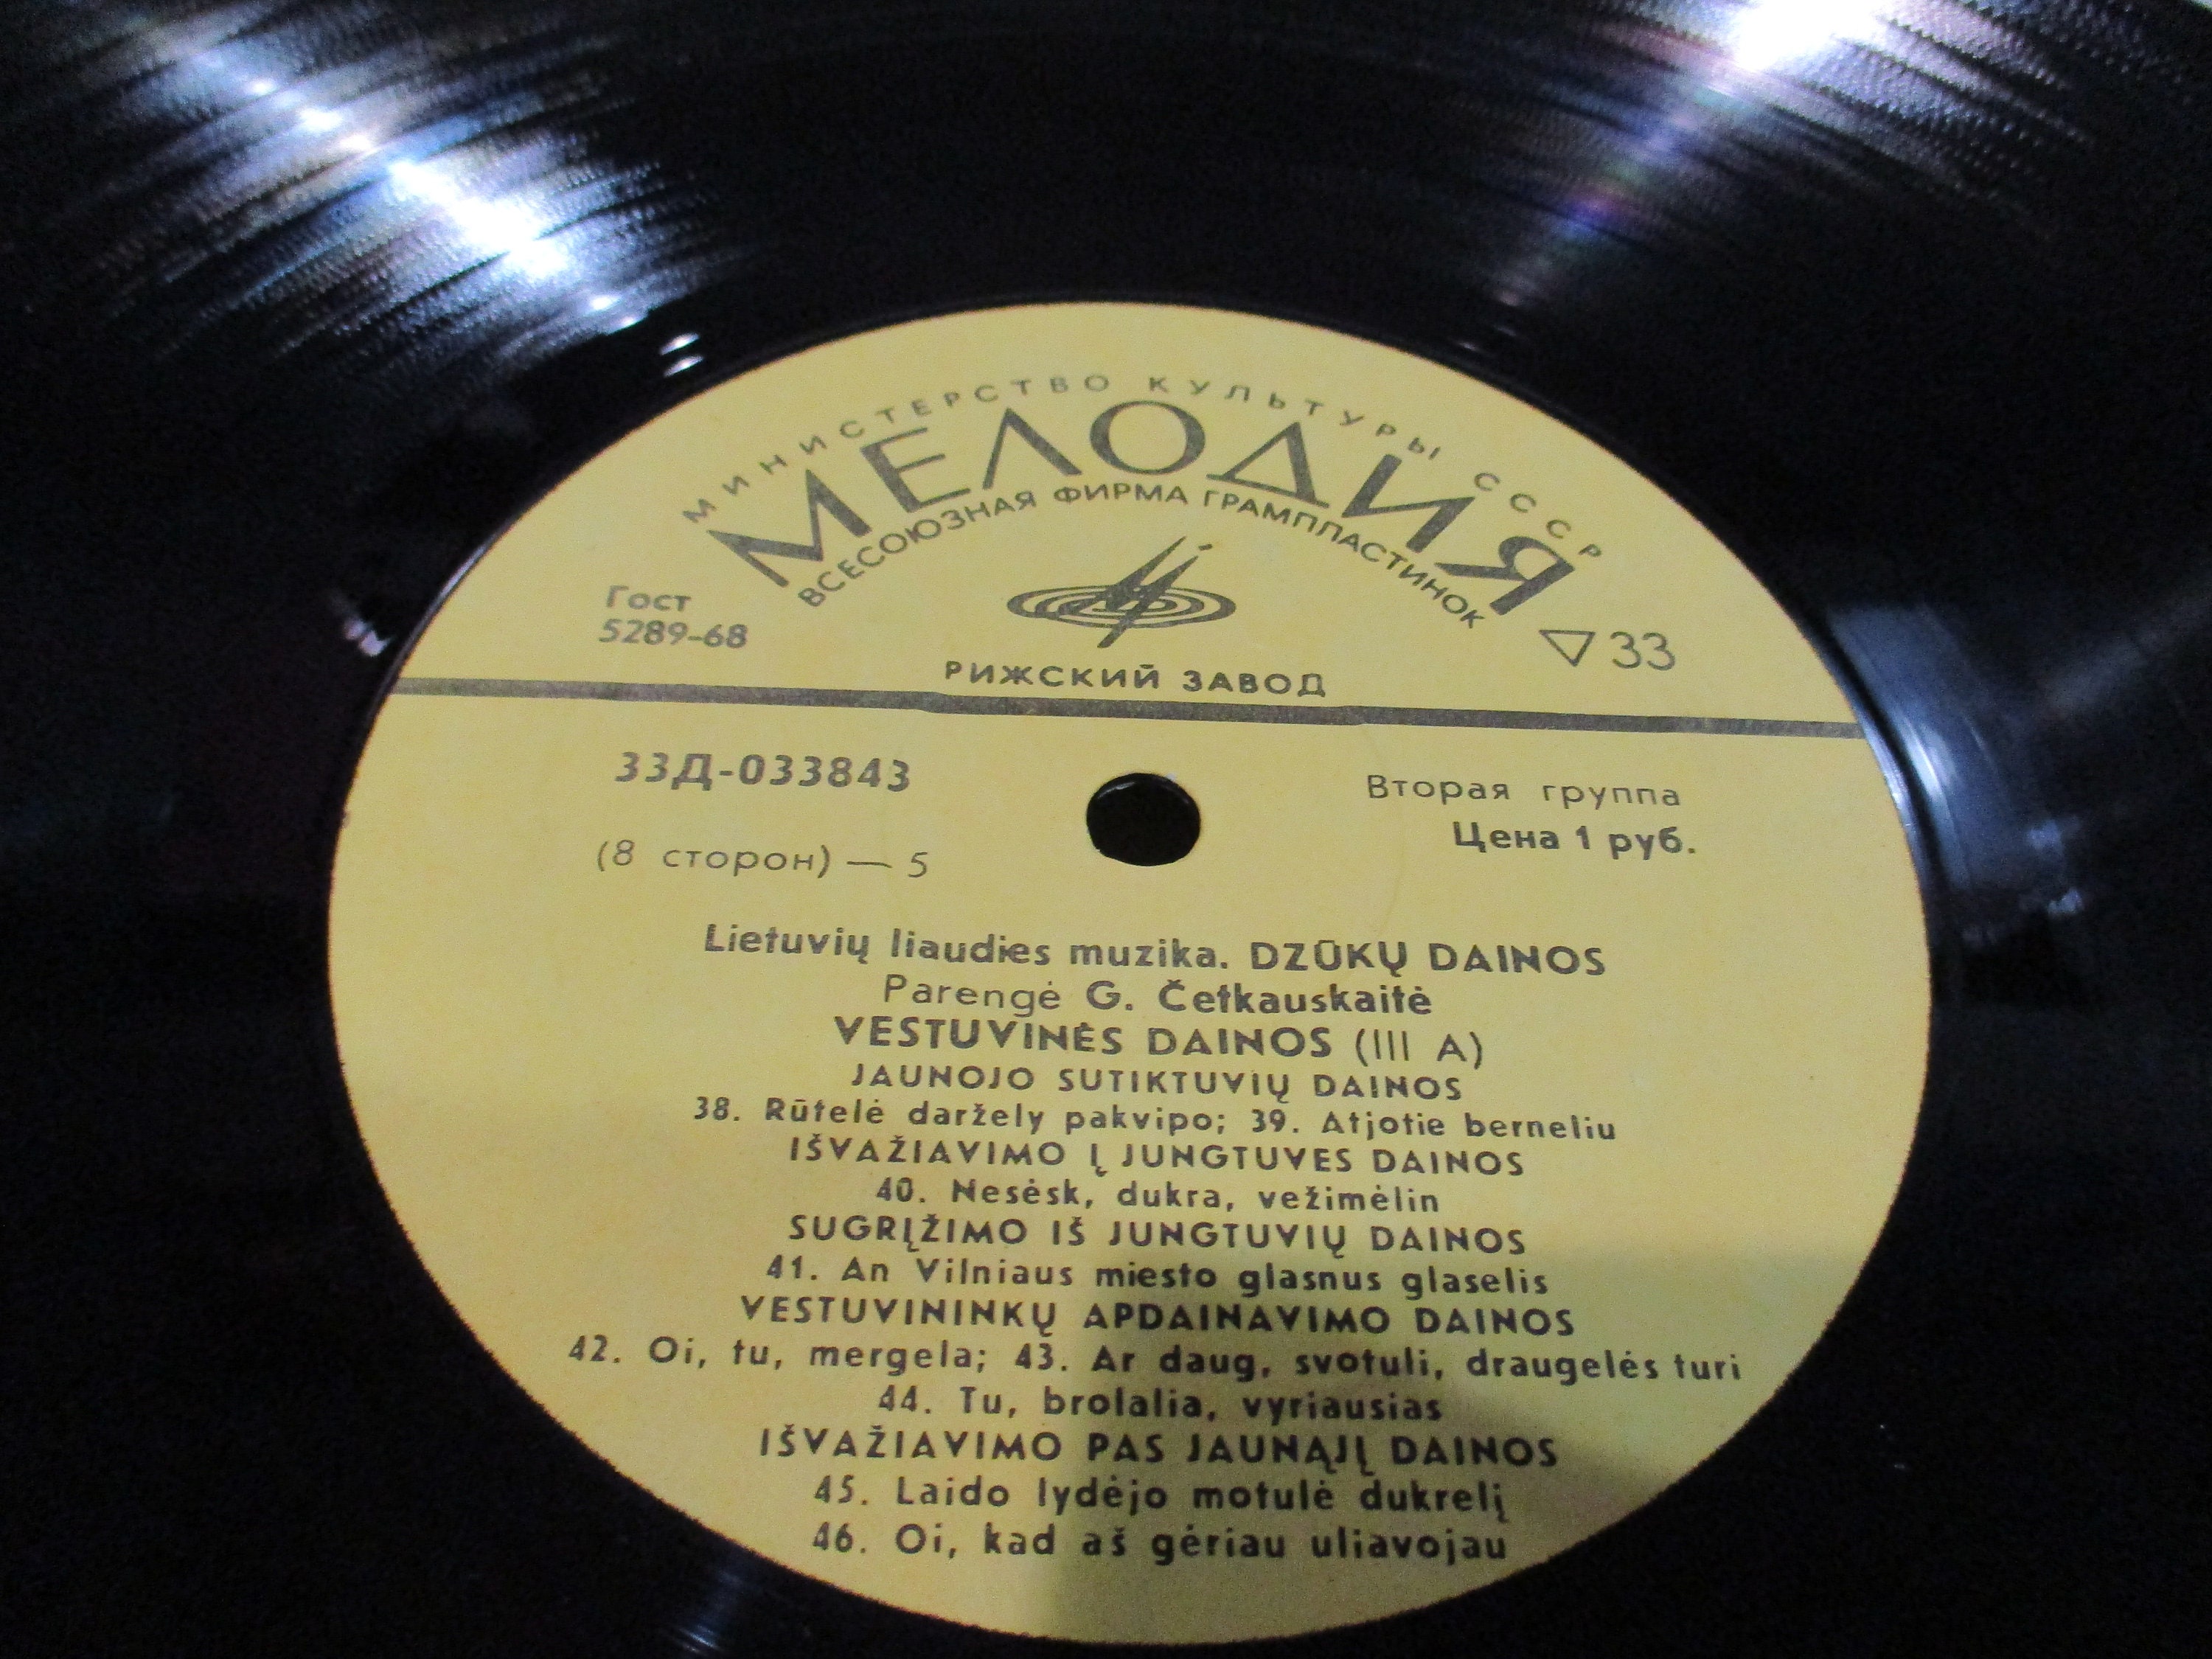 МИНИСТЕРСТВО КУЛЬТУРЫ СССР
МЕЛОДИЯ
ВСЕСОЮЗНАЯ ФИРМА ГРАМПЛАСТИНОК
Гост
5289-68
▽33
РИЖСКИЙ ЗАВОД
33Д-033843
Вторая группа
Цена 1 руб.
(8 сторон) — 5
Lietuvių liaudies muzika. DZŪKŲ DAINOS
Parengė G. Četkauskaitė
VESTUVINĖS DAINOS (III A)
JAUNOJO SUTIKTUVIŲ DAINOS
38. Rūtelė daržely pakvipo; 39. Atjotie berneliu
IŠVAŽIAVIMO Į JUNGTUVES DAINOS
40. Nesėsk, dukra, vežimėlin
SUGRĮŽIMO IŠ JUNGTUVIŲ DAINOS
41. An Vilniaus miesto glasnus glaselis
VESTUVININKŲ APDAINAVIMO DAINOS
42. Oi, tu, mergela; 43. Ar daug, svotuli, draugelės turi
44. Tu, brolalia, vyriausias
IŠVAŽIAVIMO PAS JAUNĄJĮ DAINOS
45. Laido lydėjo motulė dukrelį
46. Oi, kad aš gėriau uliavojau